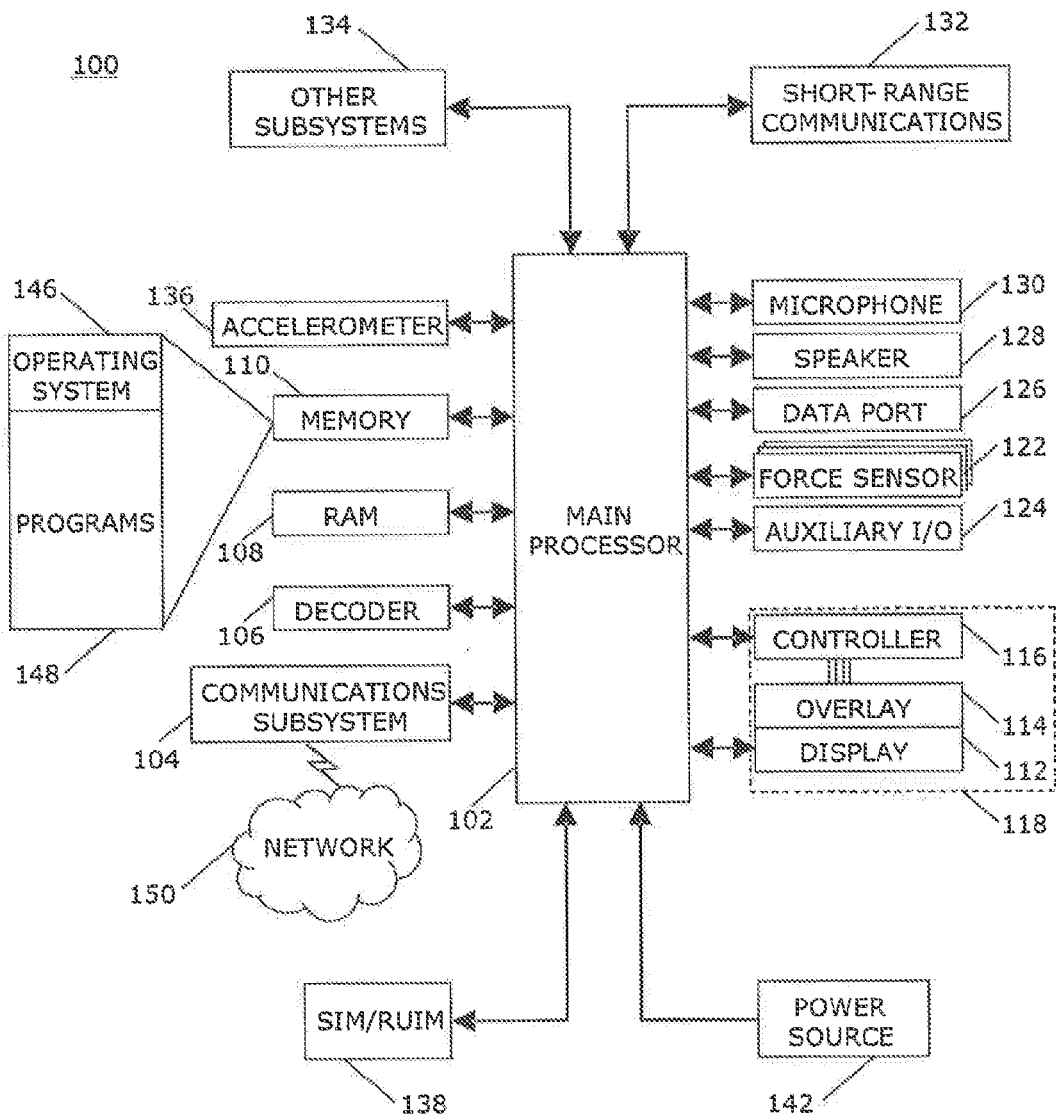 134
132
100
OTHER
SUBSYSTEMS
SHORT-RANGE
COMMUNICATIONS
146
136
ACCELEROMETER
MICROPHONE
130
OPERATING
SYSTEM
110
SPEAKER
128
MEMORY
DATA PORT
126
FORCE SENSOR
122
PROGRAMS
RAM
108
MAIN
PROCESSOR
AUXILIARY I/O
124
DECODER
106
CONTROLLER
116
148
COMMUNICATIONS
SUBSYSTEM
104
OVERLAY
114
DISPLAY
112
102
118
NETWORK
150
SIM/RUIM
POWER
SOURCE
138
142